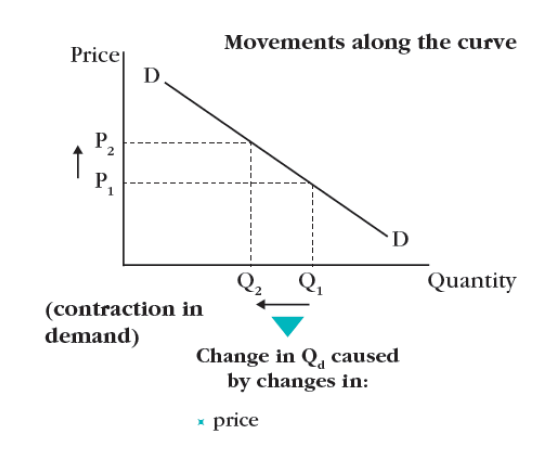 Movements along the curve
Price
D
P₂
P₁
D
Q₂ Q₁ Quantity
(contraction in
demand)
Change in Q_d caused
by changes in:
× price